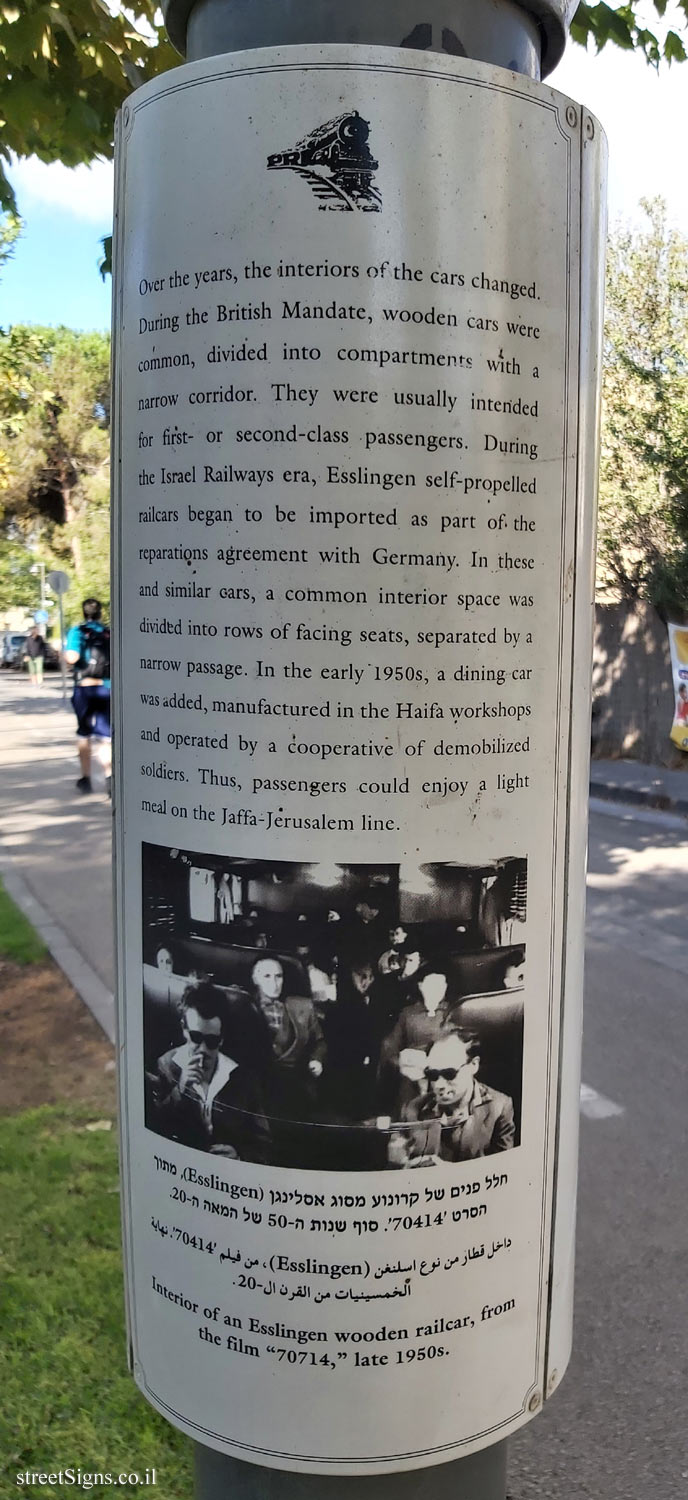 PR
Over the years, the interiors of the cars changed.
During the British Mandate, wooden cars were
common, divided into compartments with a
narrow corridor. They were usually intended
for first- or second-class passengers. During
the Israel Railways era, Esslingen self-propelled
railcars began to be imported as part of the
reparations agreement with Germany. In these
and similar cars, a common interior space was
divided into rows of facing seats, separated by a
narrow passage. In the early 1950s, a dining car
was added, manufactured in the Haifa workshops
and operated by a cooperative of demobilized
soldiers. Thus, passengers could enjoy a light
meal on the Jaffa-Jerusalem line.
חלל פנים של קרונוע מסוג אסלינגן (Esslingen), מתוך
הסרט '70414'. סוף שנות ה-50 של המאה ה-20.
داخل قطار من نوع اسلنغن (Esslingen)، من فيلم '70414'. نهاية
الخمسينيات من القرن ال-20.
Interior of an Esslingen wooden railcar, from
the film “70714,” late 1950s.
streetSigns.co.il